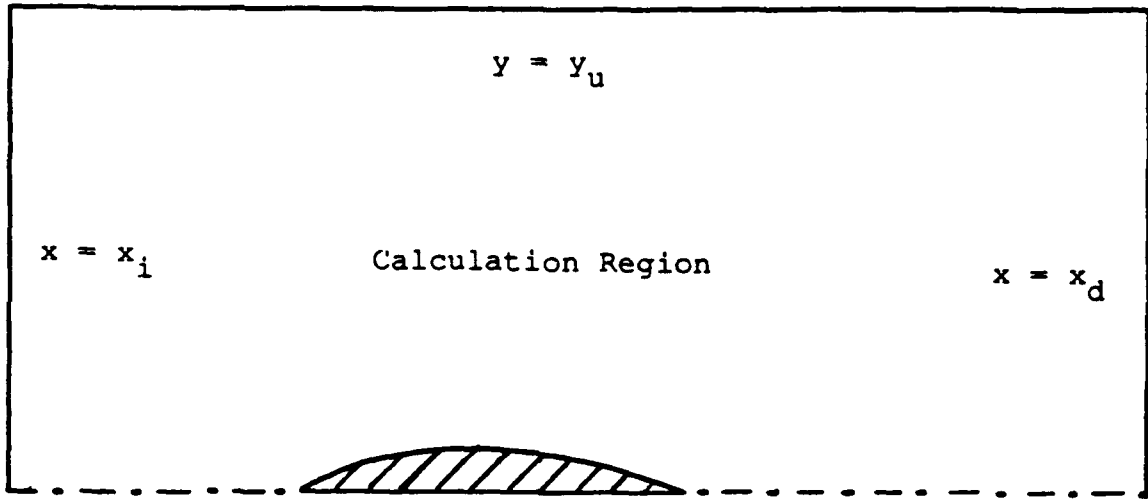 y = y_u
x = x_i
Calculation Region
x = x_d